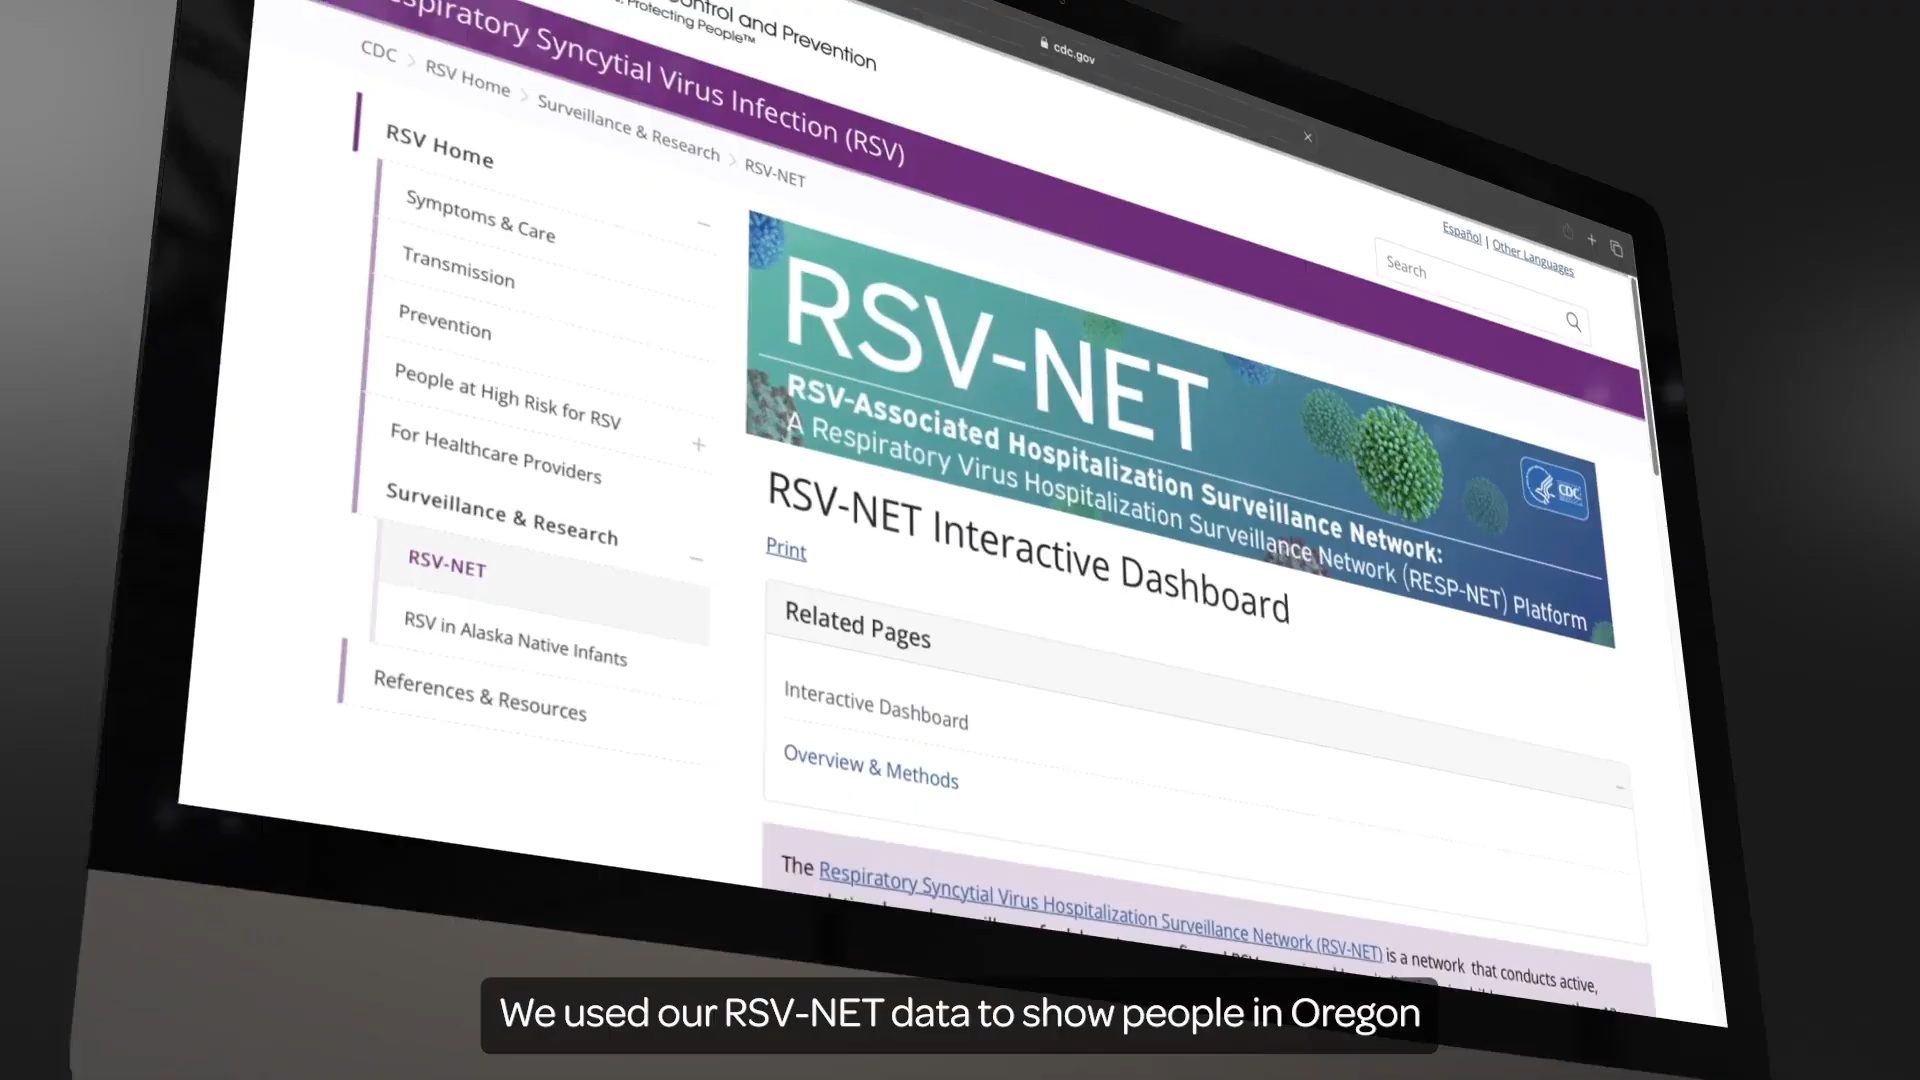 Control and Prevention
Protecting People™
cdc.gov
Respiratory Syncytial Virus Infection (RSV)
Español | Other Languages
Search
CDC > RSV Home > Surveillance & Research > RSV-NET
RSV Home
Symptoms & Care
Transmission
Prevention
People at High Risk for RSV
For Healthcare Providers
Surveillance & Research
RSV-NET
RSV in Alaska Native Infants
References & Resources
RSV-NET
RSV-Associated Hospitalization Surveillance Network:
A Respiratory Virus Hospitalization Surveillance Network (RESP-NET) Platform
CDC
RSV-NET Interactive Dashboard
Print
Related Pages
Interactive Dashboard
Overview & Methods
The Respiratory Syncytial Virus Hospitalization Surveillance Network (RSV-NET) is a network that conducts active,
We used our RSV-NET data to show people in Oregon